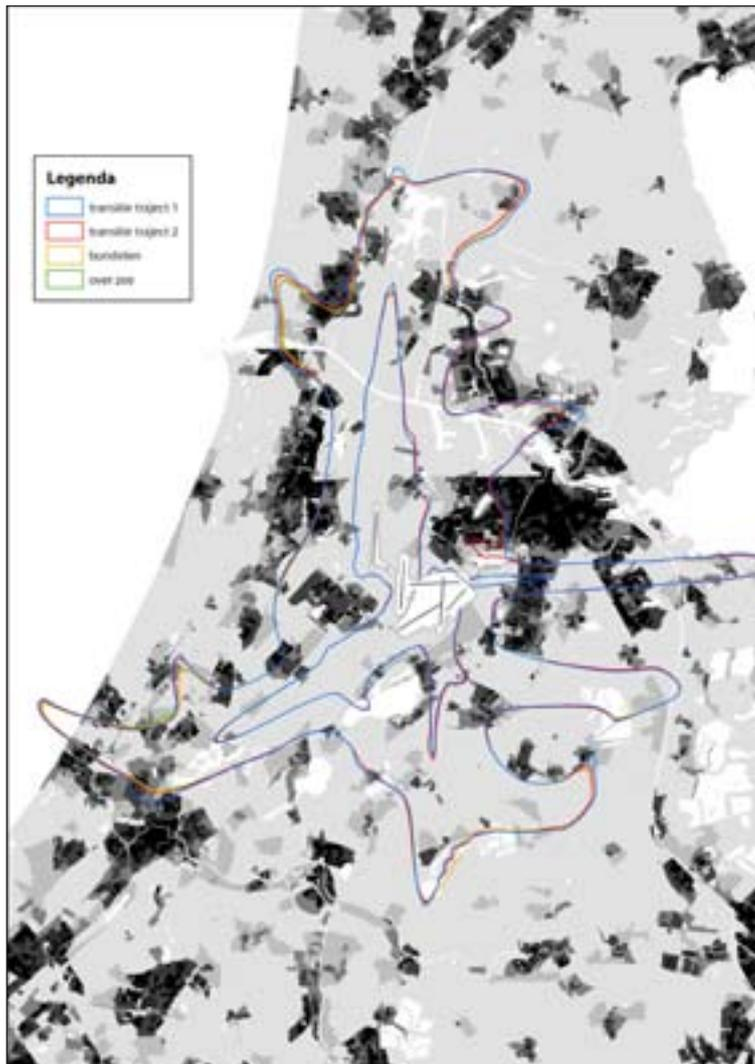 Legenda
transitie traject 1
transitie traject 2
bundelen
over zee